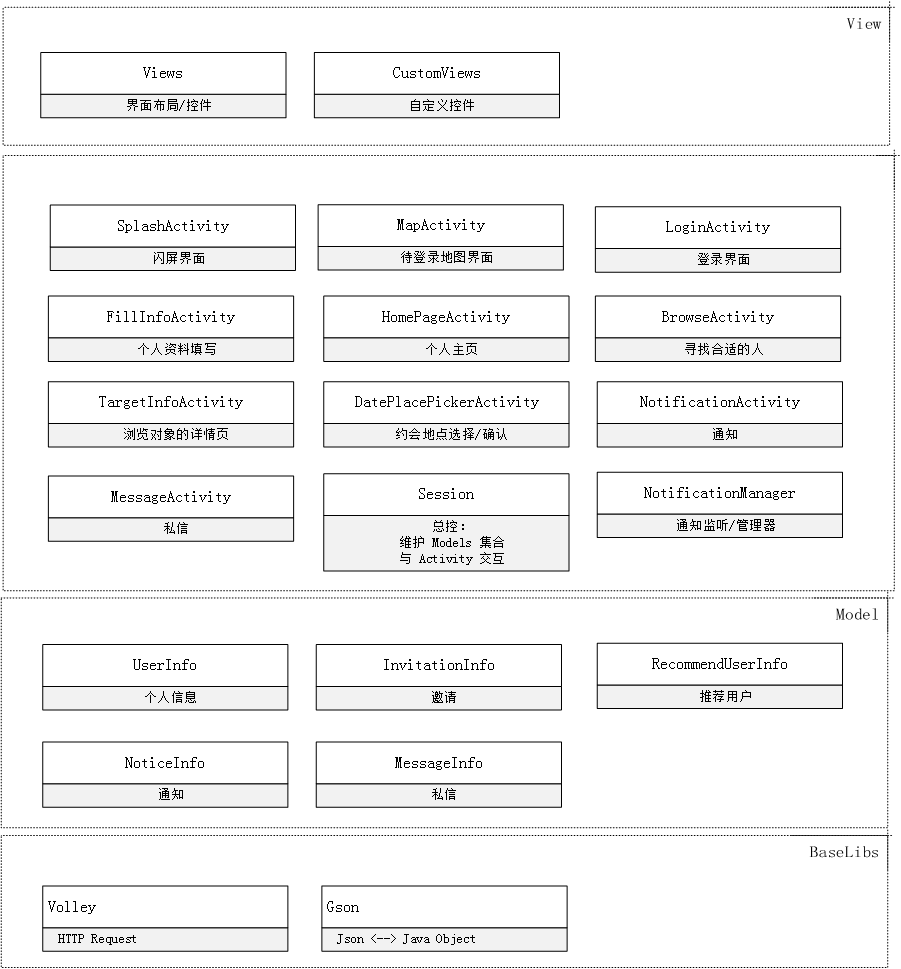 View
Views
界面布局/控件
CustomViews
自定义控件
SplashActivity
闪屏界面
MapActivity
待登录地图界面
LoginActivity
登录界面
FillInfoActivity
个人资料填写
HomePageActivity
个人主页
BrowseActivity
寻找合适的人
TargetInfoActivity
浏览对象的详情页
DatePlacePickerActivity
约会地点选择/确认
NotificationActivity
通知
MessageActivity
私信
Session
总控：
维护 Models 集合
与 Activity 交互
NotificationManager
通知监听/管理器
Model
UserInfo
个人信息
InvitationInfo
邀请
RecommendUserInfo
推荐用户
NoticeInfo
通知
MessageInfo
私信
BaseLibs
Volley
HTTP Request
Gson
Json <--> Java Object